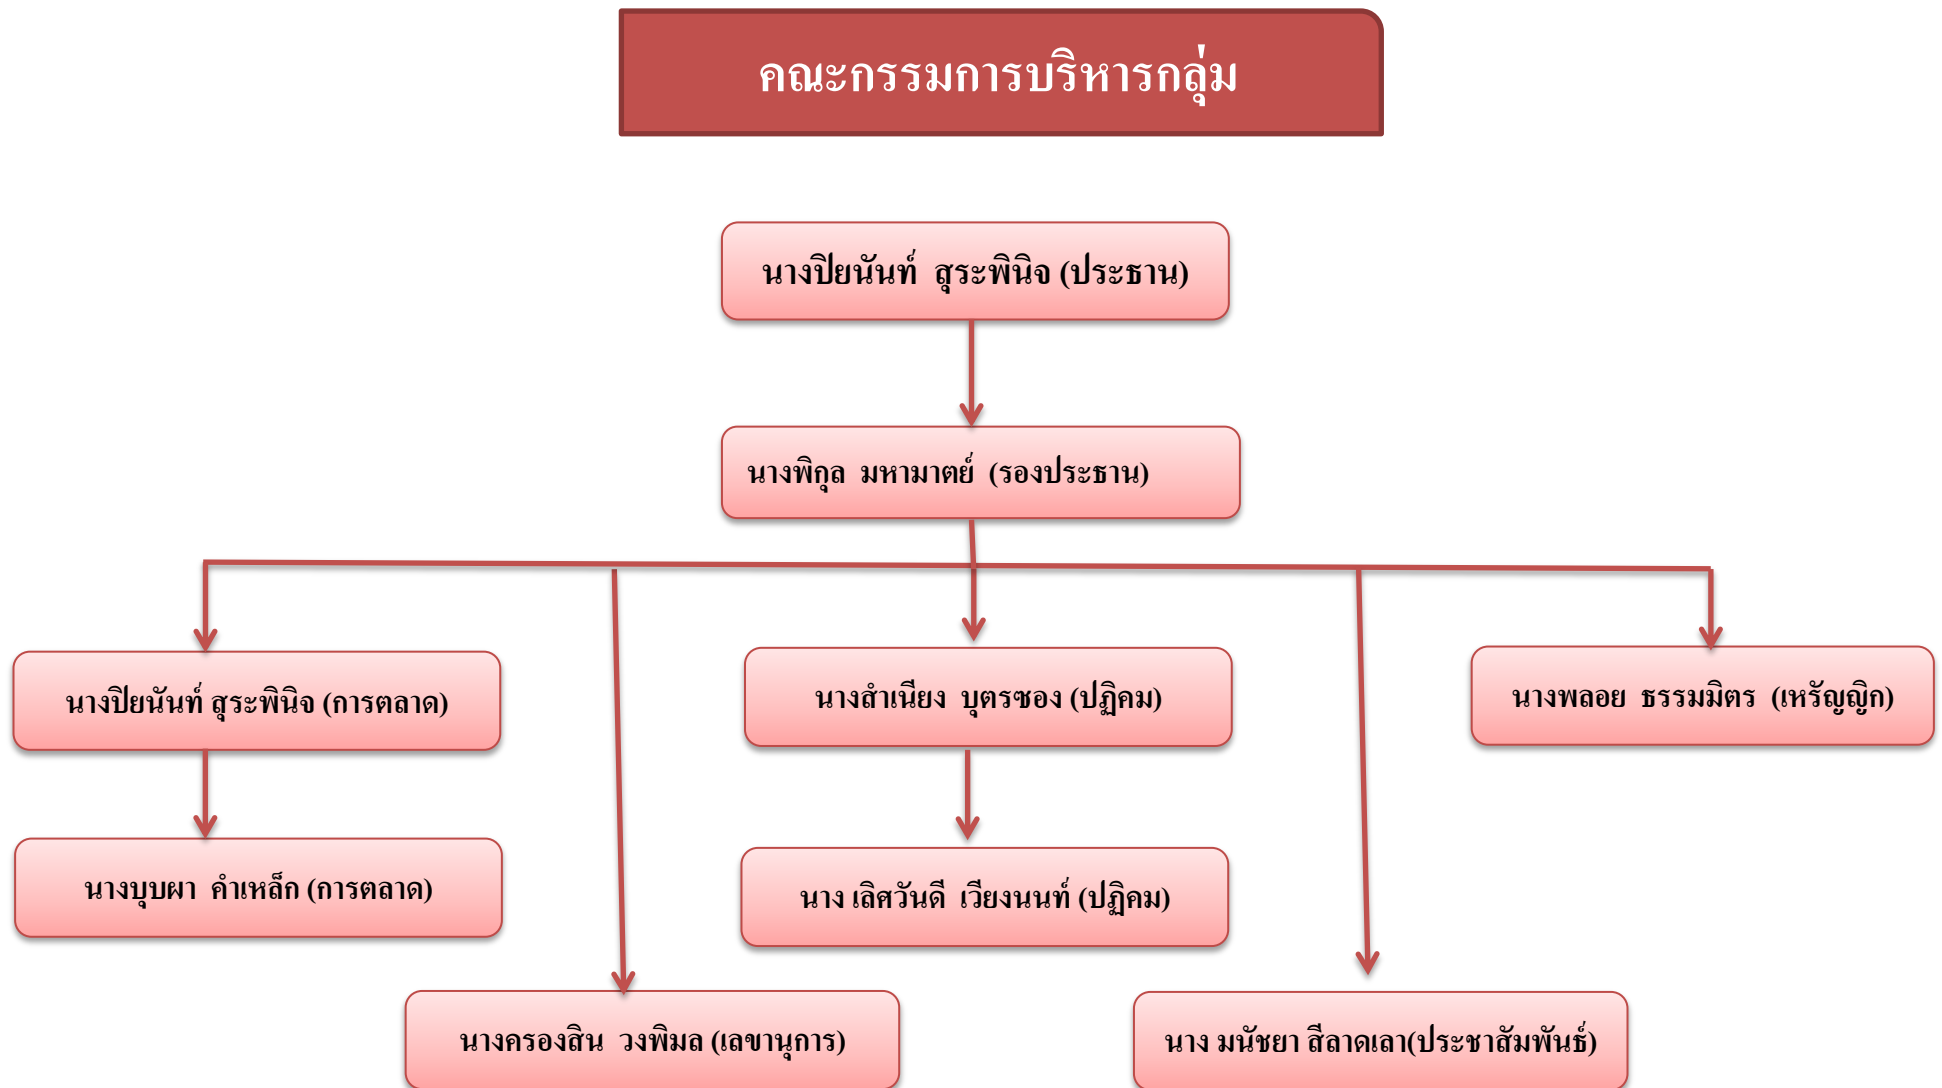 คณะกรรมการบริหารกลุ่ม
นางปิยนันท์ สุระพินิจ (ประธาน)
นางพิกุล มหามาตย์ (รองประธาน)
นางปิยนันท์ สุระพินิจ (การตลาด)
นางสำเนียง บุตรซอง (ปฏิคม)
นางพลอย ธรรมมิตร (เหรัญญิก)
นางบุบผา คำเหล็ก (การตลาด)
นาง เลิศวันดี เวียงนนท์ (ปฏิคม)
นางครองสิน วงพิมล (เลขานุการ)
นาง มนัชยา สีลาดเลา(ประชาสัมพันธ์)